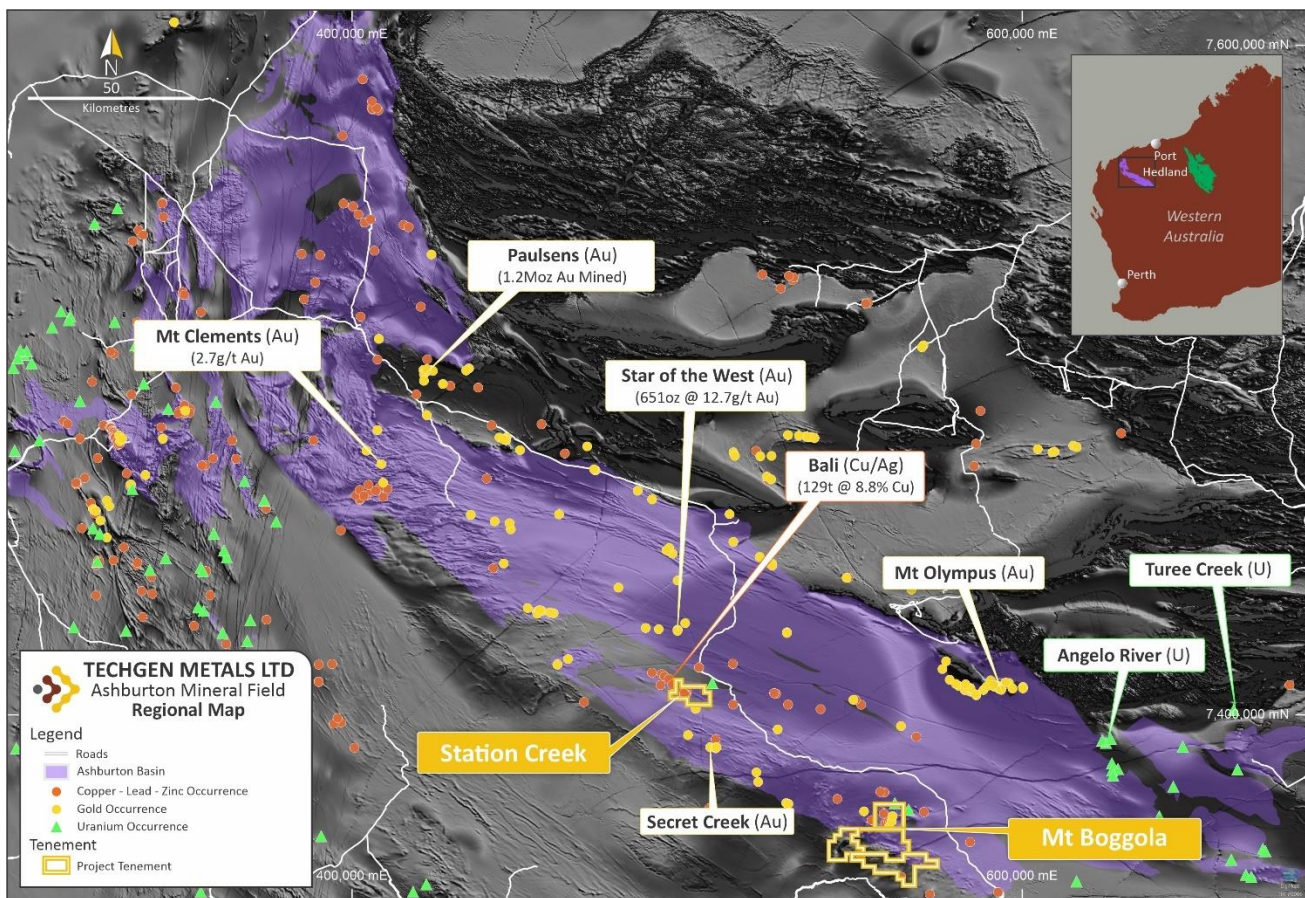 400,000 mE
600,000 mE
7,600,000 mN
N
50
Kilometres
Port
Hedland
Western
Australia
Perth
Paulsens (Au)
(1.2Moz Au Mined)
Mt Clements (Au)
(2.7g/t Au)
Star of the West (Au)
(651oz @ 12.7g/t Au)
Bali (Cu/Ag)
(129t @ 8.8% Cu)
Mt Olympus (Au)
Turee Creek (U)
Angelo River (U)
7,400,000 mN
Station Creek
Secret Creek (Au)
Mt Boggola
TECHGEN METALS LTD
Ashburton Mineral Field
Regional Map
Legend
Roads
Ashburton Basin
Copper - Lead - Zinc Occurrence
Gold Occurrence
Uranium Occurrence
Tenement
Project Tenement
400,000 mE
600,000 mE